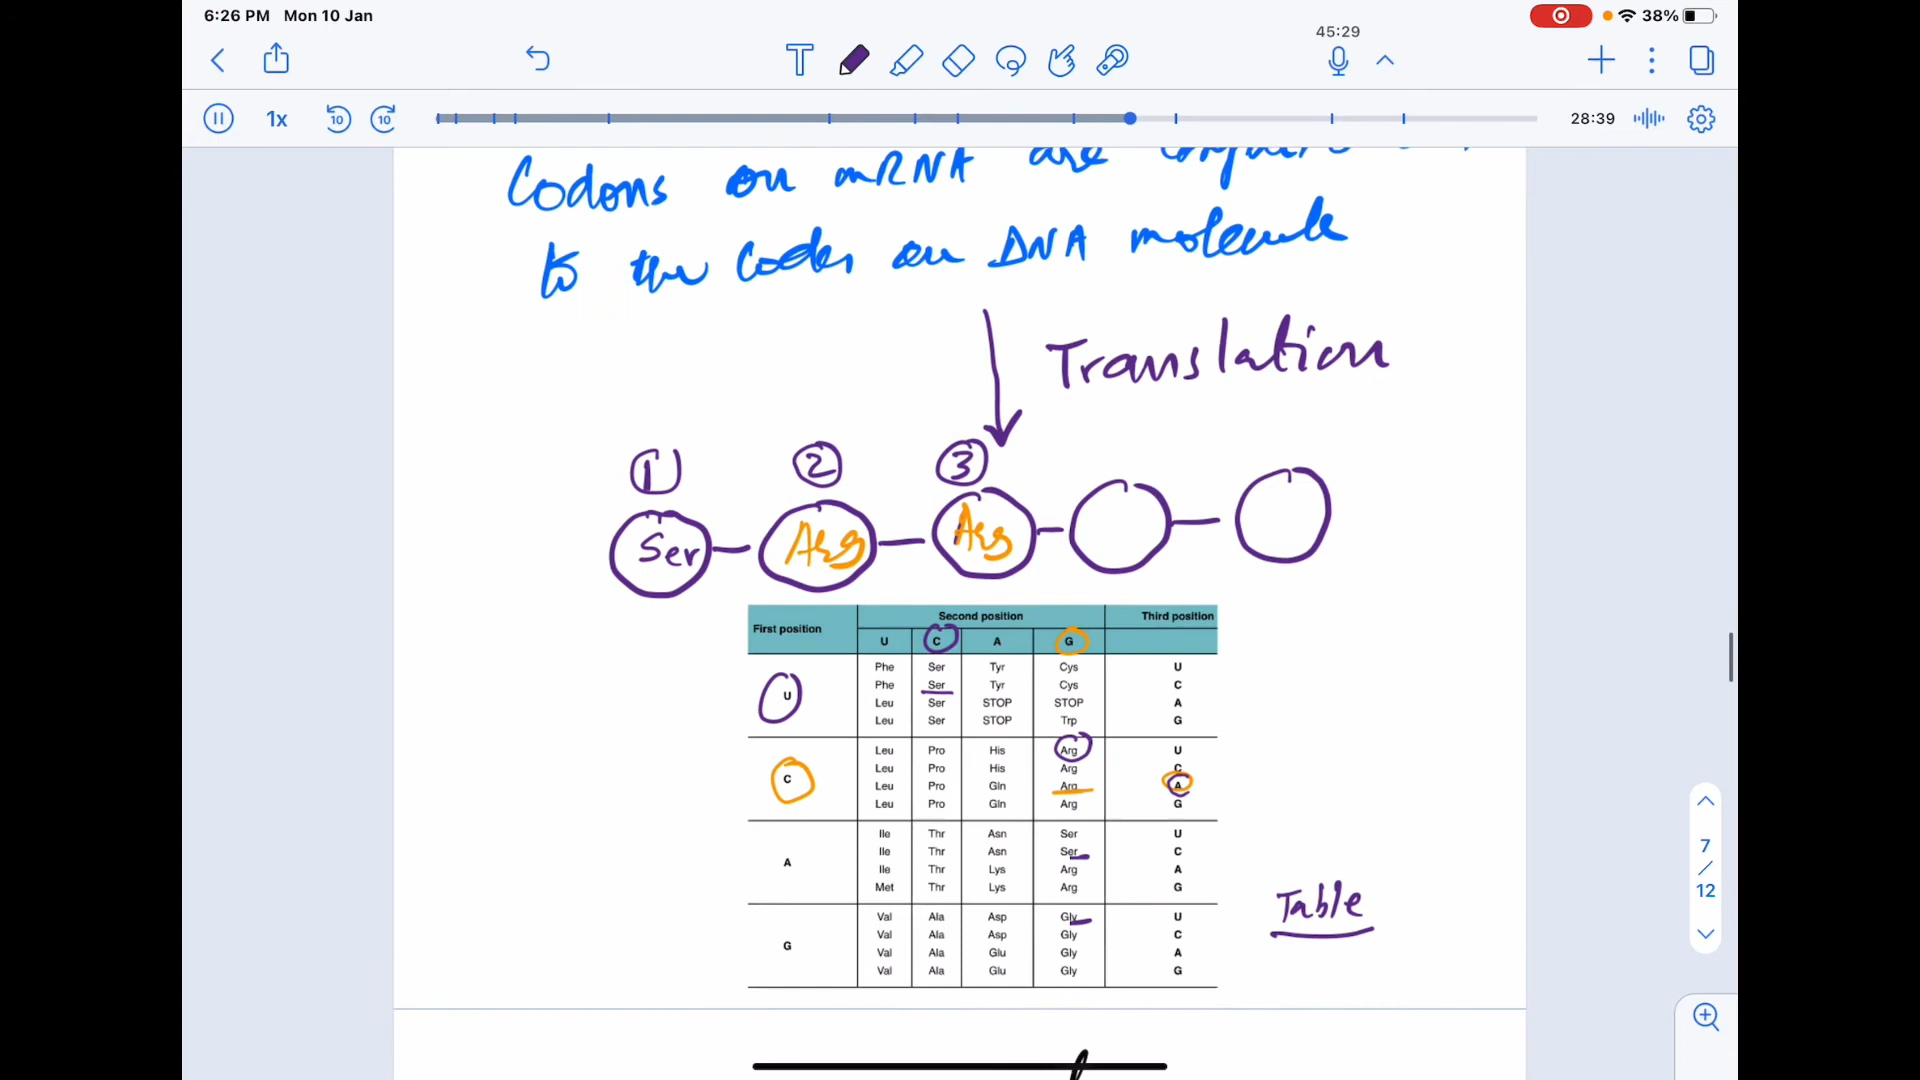 6:26 PM Mon 10 Jan
38%
45:29
1x
10
10
28:39
Codons on mRNA are
to the codes on DNA molecule
Translation
1 2 3
Ser Arg Arg
First position Second position Third position
U C A G
Phe Ser Tyr Cys U
U
Phe Ser Tyr Cys C
Leu Ser STOP STOP A
Leu Ser STOP Trp G
Leu Pro His Arg U
Leu Pro His Arg C
C
Leu Pro Gln Arg A
Leu Pro Gln Arg G
Ile Thr Asn Ser U
Ile Thr Asn Ser C
A
Ile Thr Lys Arg A
Met Thr Lys Arg G
Table
Val Ala Asp Gly U
Val Ala Asp Gly C
G
Val Ala Glu Gly A
Val Ala Glu Gly G
7
/
12